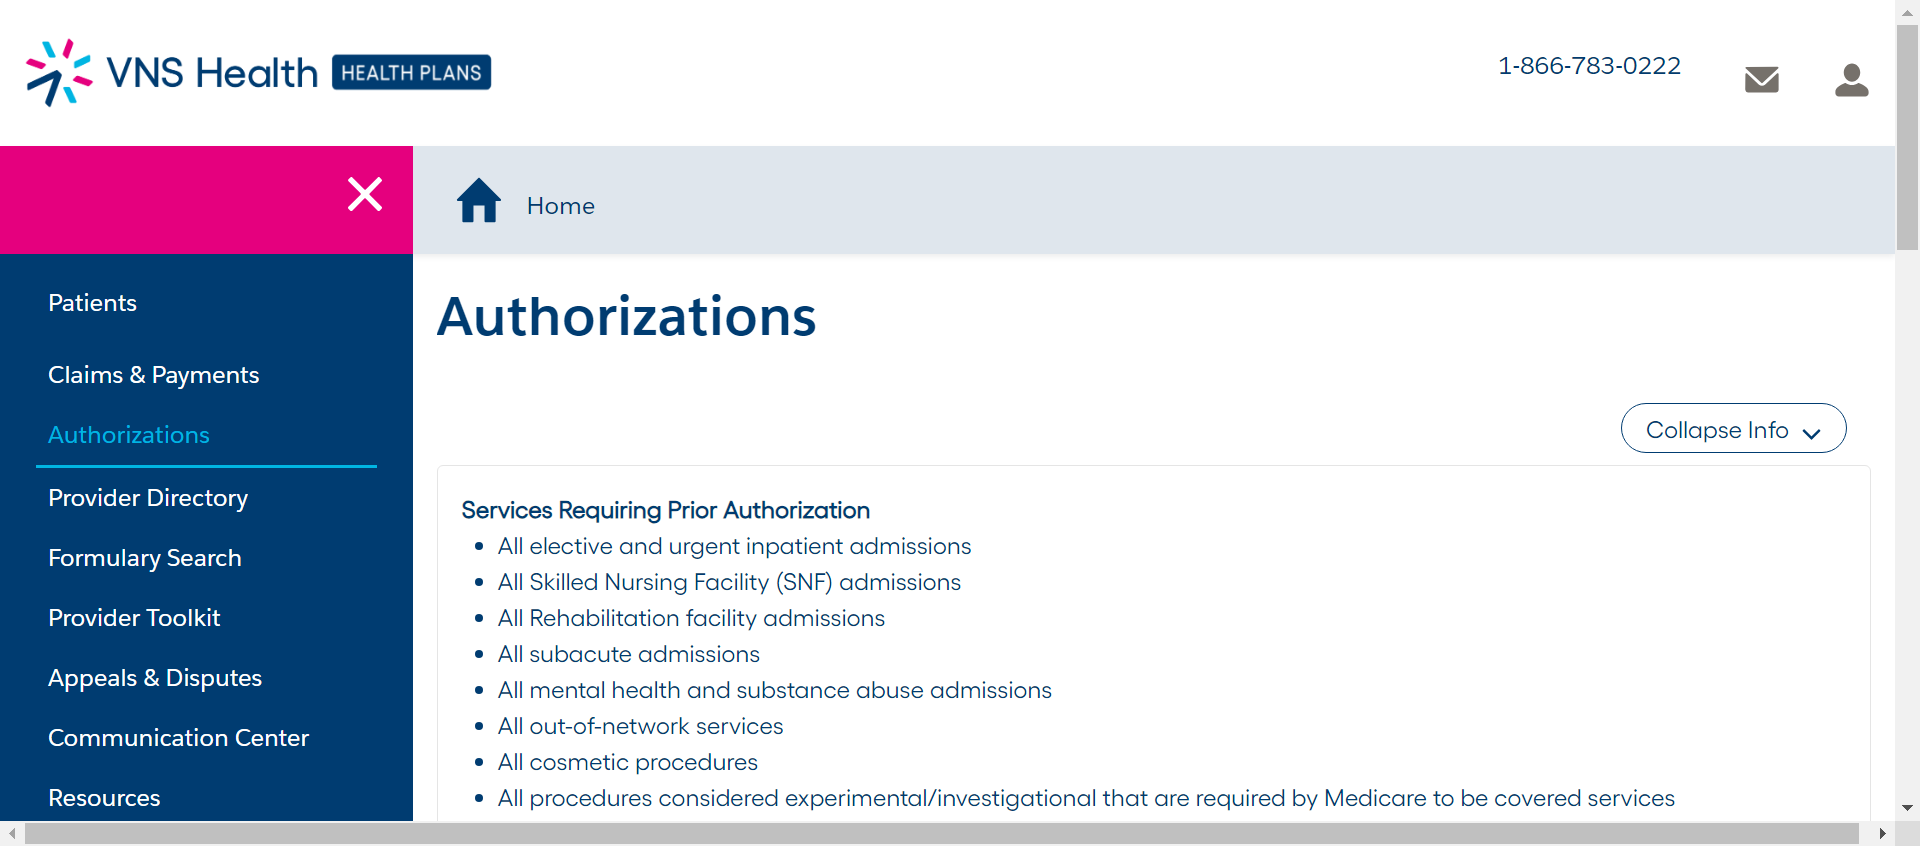 VNS Health HEALTH PLANS
1-866-783-0222
Home
Patients
Claims & Payments
Authorizations
Provider Directory
Formulary Search
Provider Toolkit
Appeals & Disputes
Communication Center
Resources
Authorizations
Collapse Info
Services Requiring Prior Authorization
• All elective and urgent inpatient admissions
• All Skilled Nursing Facility (SNF) admissions
• All Rehabilitation facility admissions
• All subacute admissions
• All mental health and substance abuse admissions
• All out-of-network services
• All cosmetic procedures
• All procedures considered experimental/investigational that are required by Medicare to be covered services